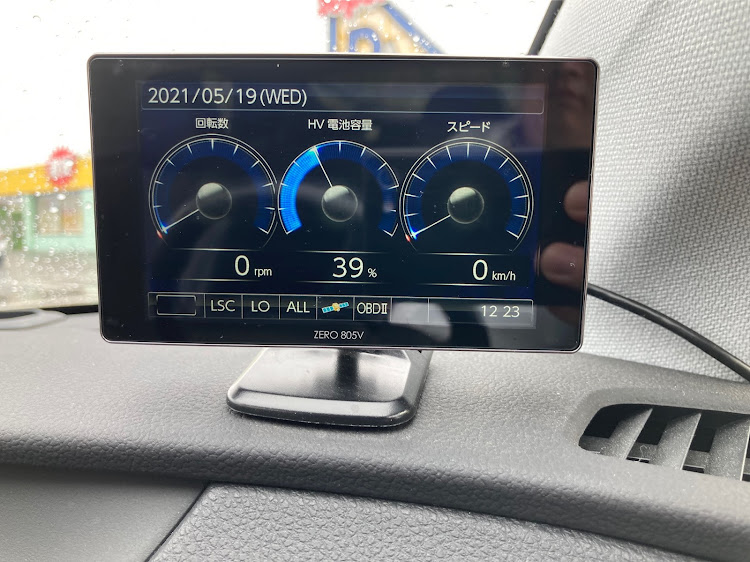 2021/05/19(WED)
回転数 HV 電池容量 スピード
0 rpm 39 % 0 km/h
LSC LO ALL OBDⅡ 12 23
ZERO 805V